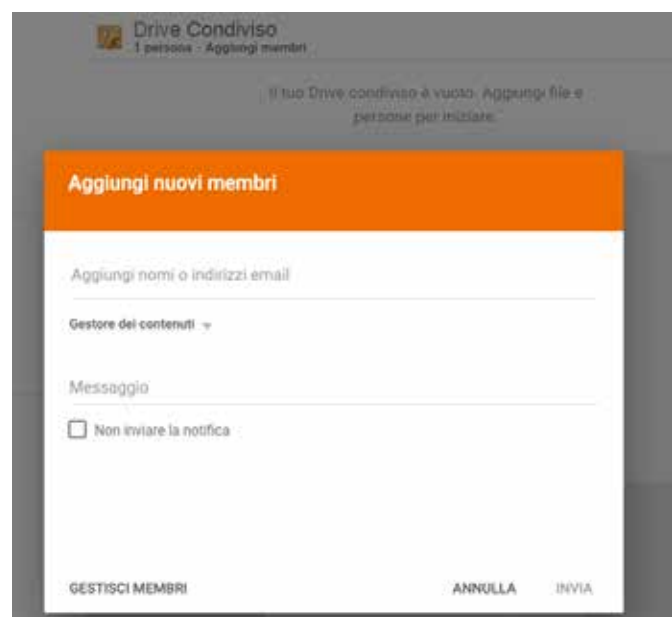 Drive Condiviso
1 persona - Aggiungi membri
Il tuo Drive condiviso è vuoto. Aggiungi file e
persone per iniziare.
Aggiungi nuovi membri
Aggiungi nomi o indirizzi email
Gestore dei contenuti
Messaggio
Non inviare la notifica
GESTISCI MEMBRI ANNULLA INVIA